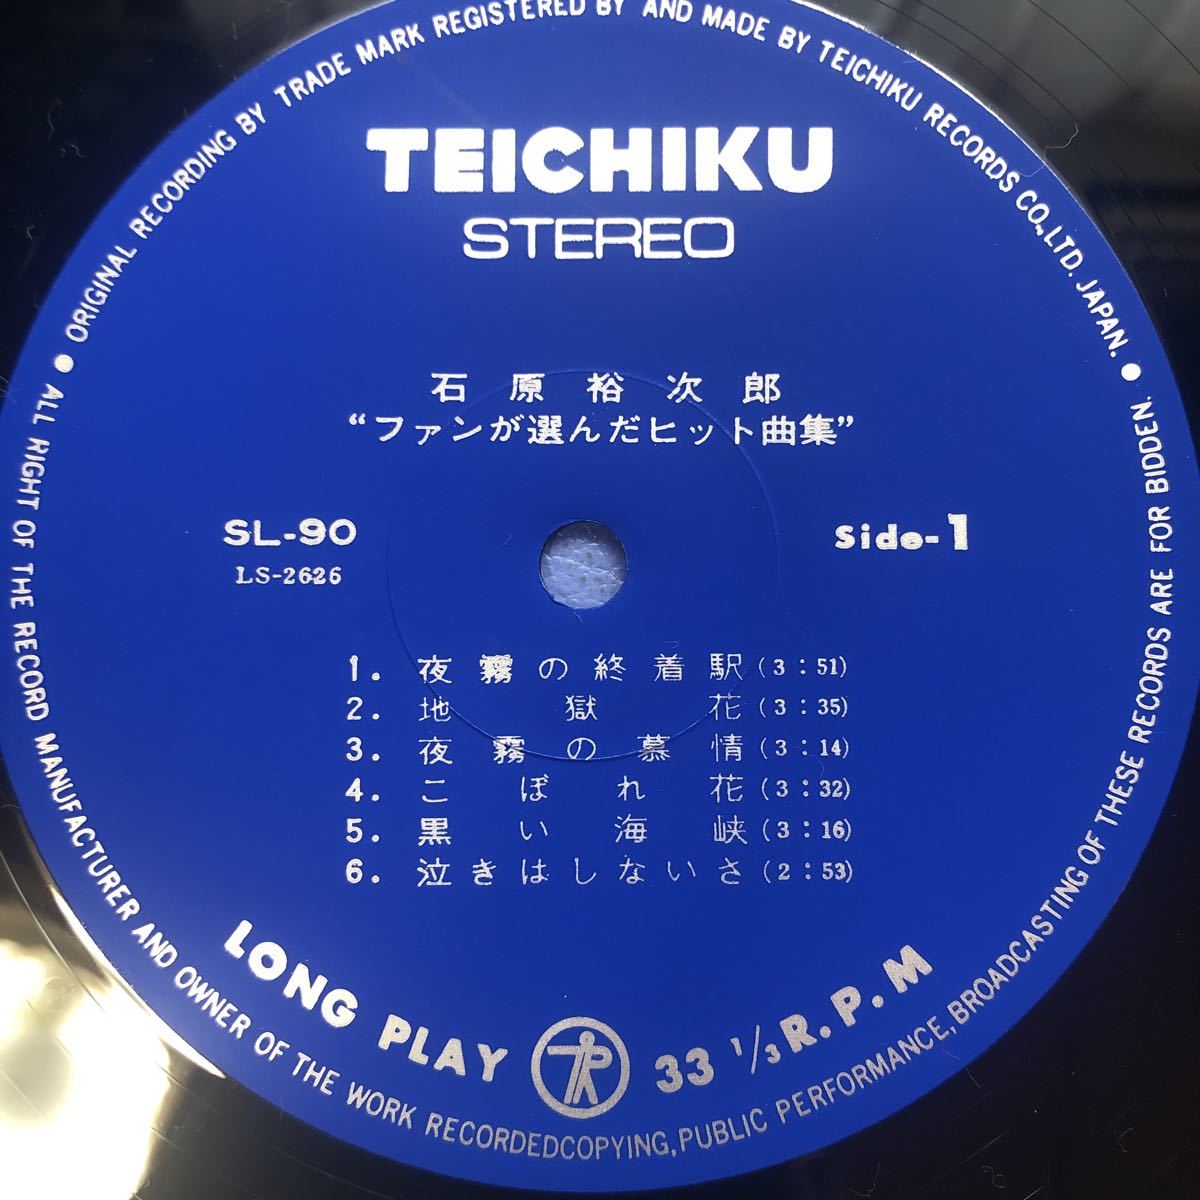 ORIGINAL RECORDING BY TRADE MARK REGISTERED BY AND MADE BY TEICHIKU RECORDS CO.,LTD. JAPAN.
TEICHIKU
STEREO
石原裕次郎
“ファンが選んだヒット曲集”
SL-90
LS-2626
Side-1
1. 夜霧の終着駅 (3:51)
2. 地獄花 (3:35)
3. 夜霧の慕情 (3:14)
4. こぼれ花 (3:32)
5. 黒い海峡 (3:16)
6. 泣きはしないさ (2:53)
LONG PLAY TR 33 1/3 R.P.M
ALL RIGHT OF THE RECORD MANUFACTURER AND OWNER OF THE WORK RECORDEDCOPYING, PUBLIC PERFORMANCE, BROADCASTING OF THESE RECORDS ARE FOR BIDDEN.